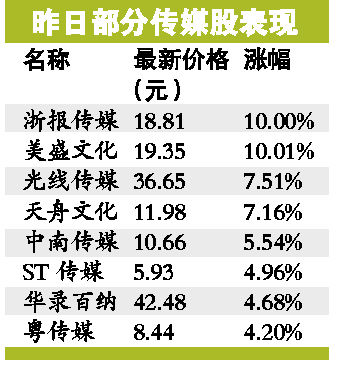 昨日部分传媒股表现
名称 最新价格 涨幅
(元)
浙报传媒 18.81 10.00%
美盛文化 19.35 10.01%
光线传媒 36.65 7.51%
天舟文化 11.98 7.16%
中南传媒 10.66 5.54%
ST 传媒 5.93 4.96%
华录百纳 42.48 4.68%
粤传媒 8.44 4.20%